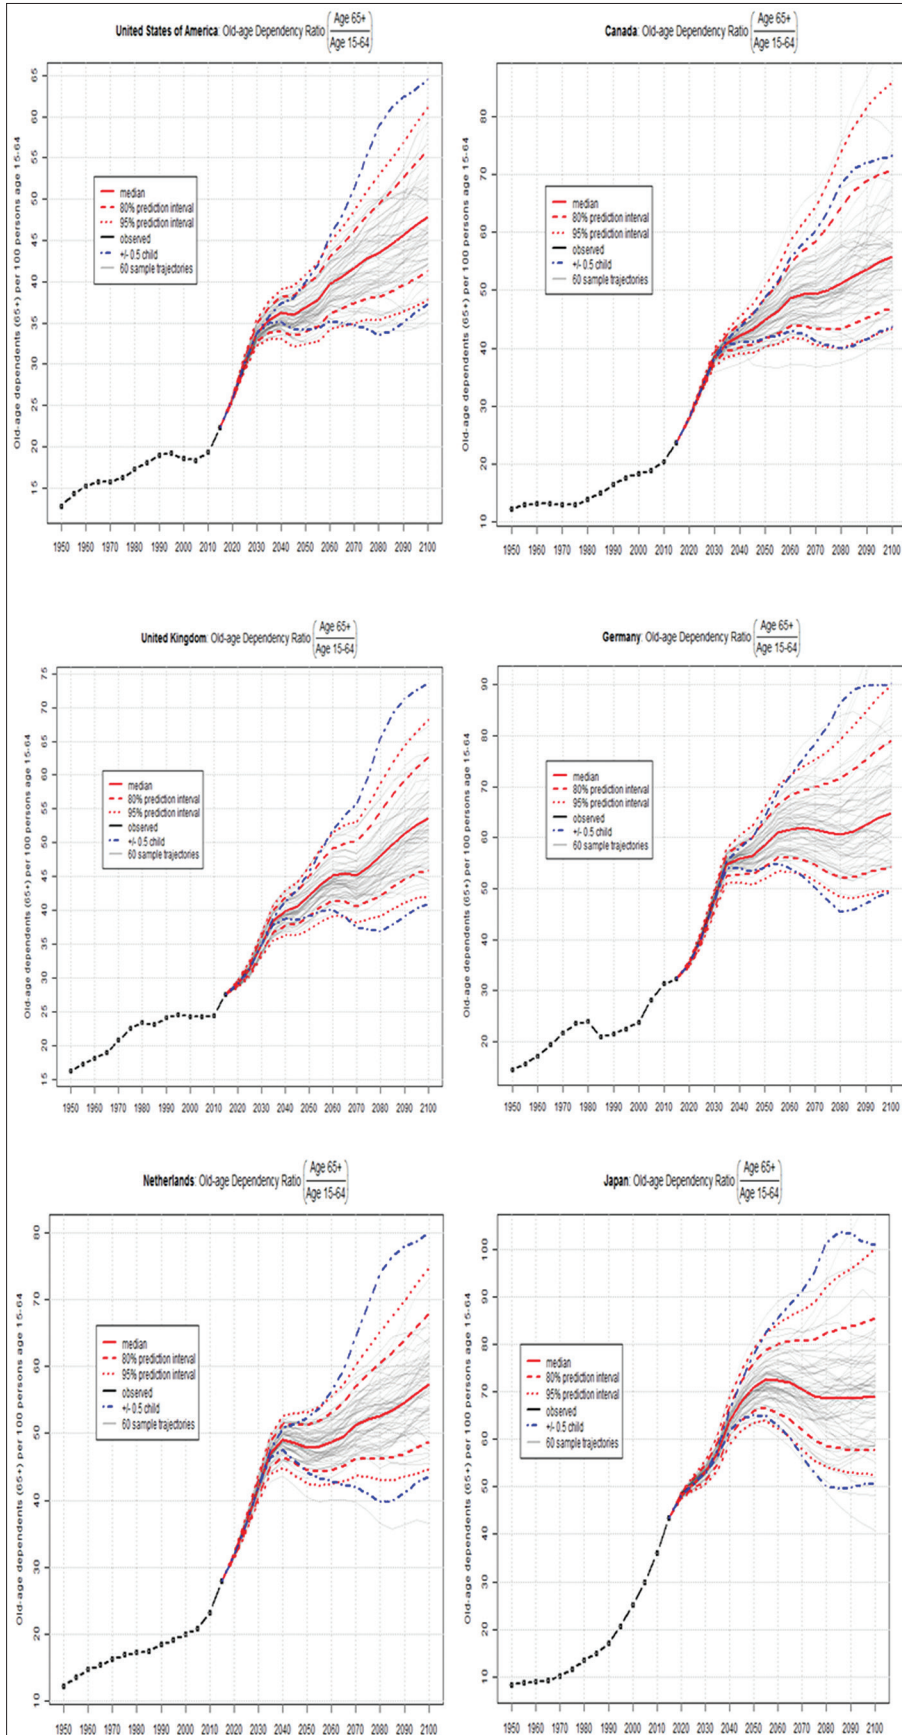 United States of America: Old-age Dependency Ratio (Age 65+ / Age 15-64)
Old-age dependents (65+) per 100 persons age 15-64
65
60
55
50
45
40
35
30
25
20
15
median
80% prediction interval
95% prediction interval
observed
+/- 0.5 child
60 sample trajectories
1950 1960 1970 1980 1990 2000 2010 2020 2030 2040 2050 2060 2070 2080 2090 2100
Canada: Old-age Dependency Ratio (Age 65+ / Age 15-64)
Old-age dependents (65+) per 100 persons age 15-64
80
70
60
50
40
30
20
10
median
80% prediction interval
95% prediction interval
observed
+/- 0.5 child
60 sample trajectories
1950 1960 1970 1980 1990 2000 2010 2020 2030 2040 2050 2060 2070 2080 2090 2100
United Kingdom: Old-age Dependency Ratio (Age 65+ / Age 15-64)
Old-age dependents (65+) per 100 persons age 15-64
75
70
65
60
55
50
45
40
35
30
25
20
15
median
80% prediction interval
95% prediction interval
observed
+/- 0.5 child
60 sample trajectories
1950 1960 1970 1980 1990 2000 2010 2020 2030 2040 2050 2060 2070 2080 2090 2100
Germany: Old-age Dependency Ratio (Age 65+ / Age 15-64)
Old-age dependents (65+) per 100 persons age 15-64
90
80
70
60
50
40
30
20
median
80% prediction interval
95% prediction interval
observed
+/- 0.5 child
60 sample trajectories
1950 1960 1970 1980 1990 2000 2010 2020 2030 2040 2050 2060 2070 2080 2090 2100
Netherlands: Old-age Dependency Ratio (Age 65+ / Age 15-64)
Old-age dependents (65+) per 100 persons age 15-64
80
70
60
50
40
30
20
10
median
80% prediction interval
95% prediction interval
observed
+/- 0.5 child
60 sample trajectories
1950 1960 1970 1980 1990 2000 2010 2020 2030 2040 2050 2060 2070 2080 2090 2100
Japan: Old-age Dependency Ratio (Age 65+ / Age 15-64)
Old-age dependents (65+) per 100 persons age 15-64
100
90
80
70
60
50
40
30
20
10
median
80% prediction interval
95% prediction interval
observed
+/- 0.5 child
60 sample trajectories
1950 1960 1970 1980 1990 2000 2010 2020 2030 2040 2050 2060 2070 2080 2090 2100